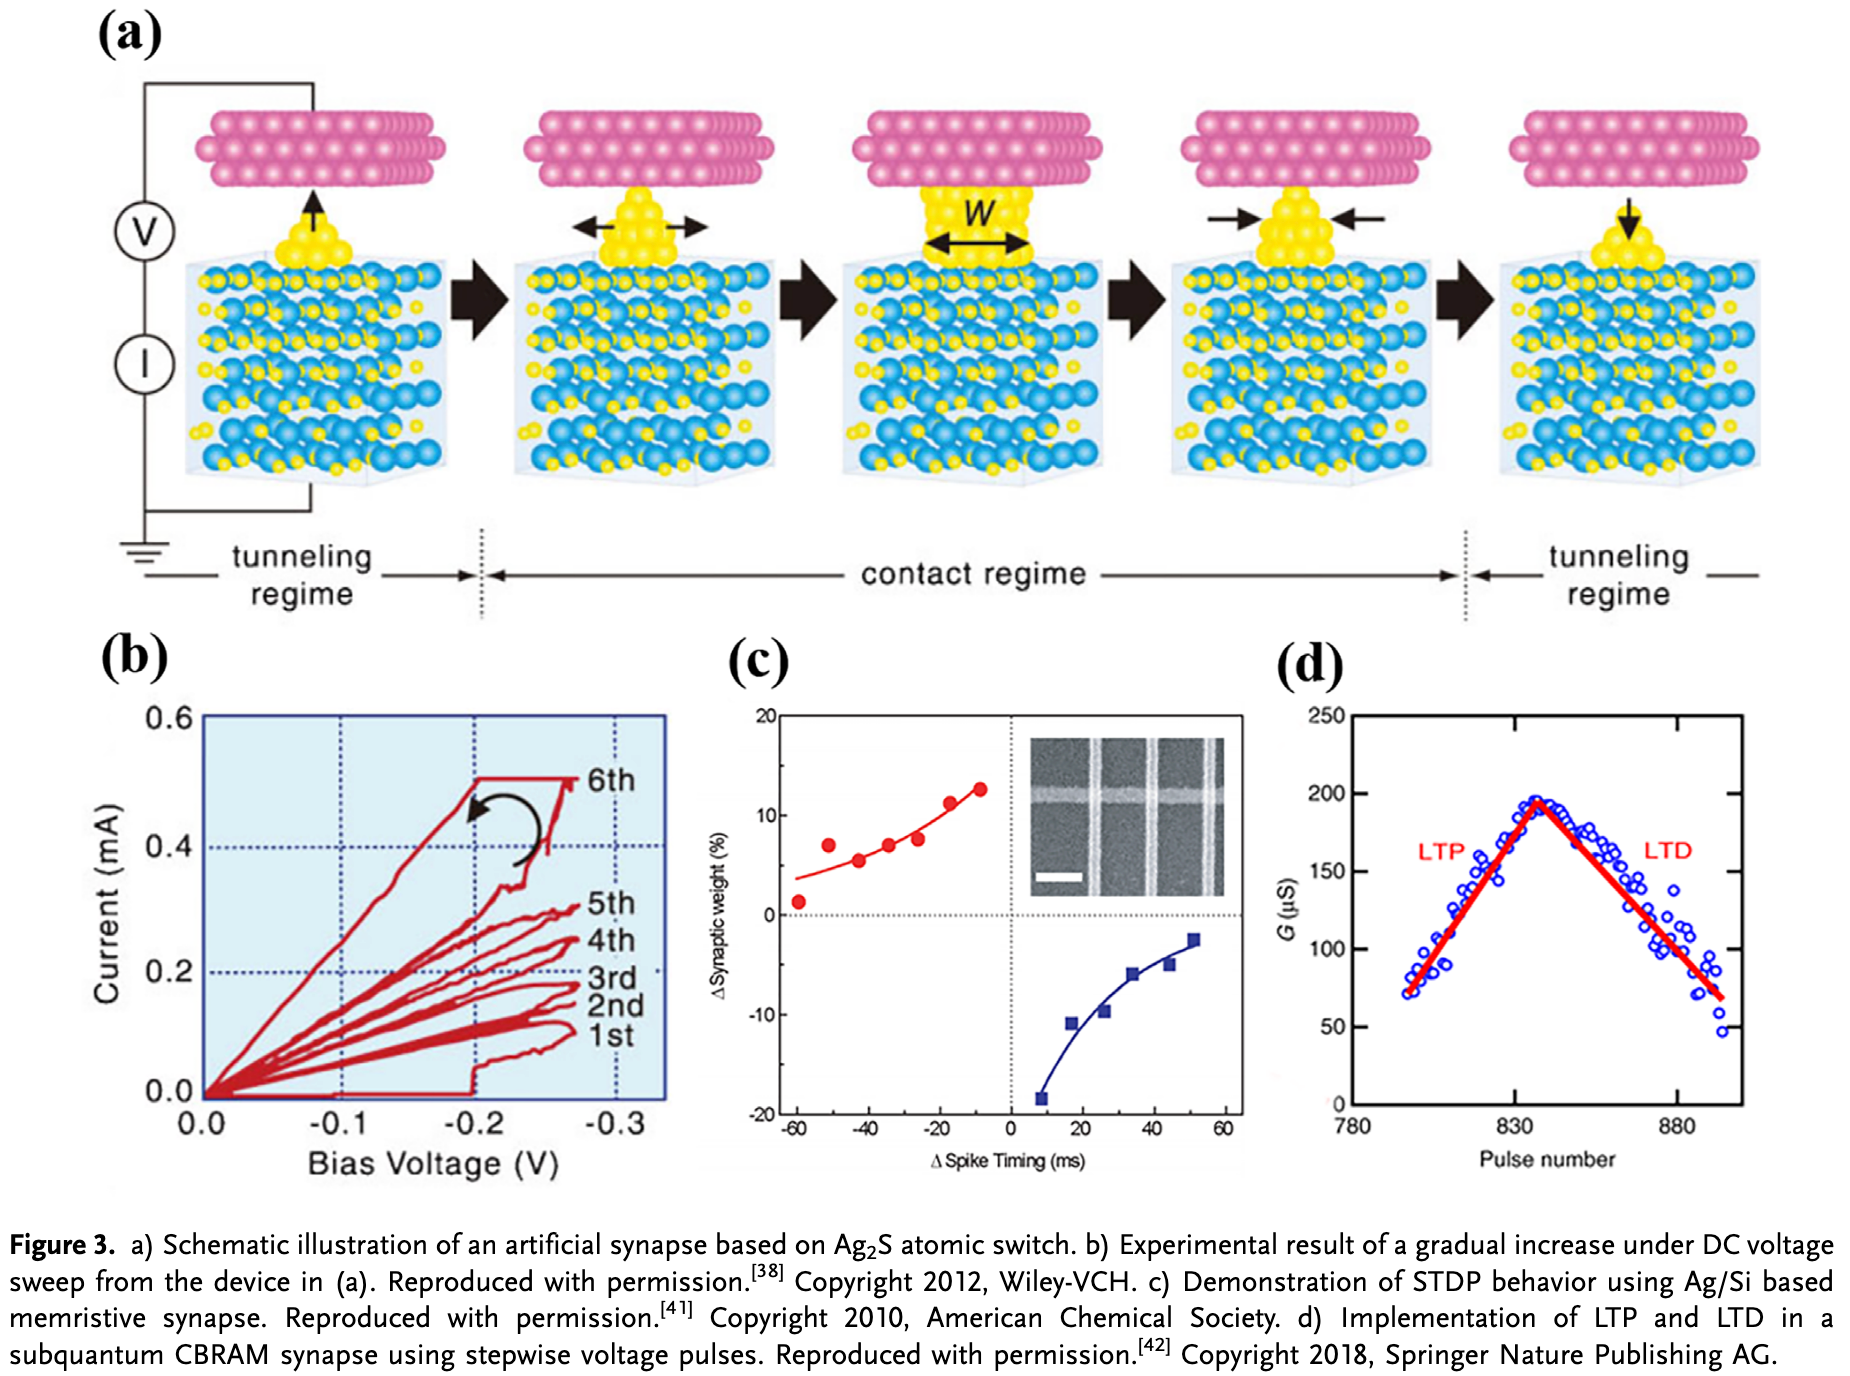 (a)
V
I
W
tunneling
regime
contact regime
tunneling
regime
(b)
0.6
0.4
0.2
0.0
Current (mA)
6th
5th
4th
3rd
2nd
1st
0.0 -0.1 -0.2 -0.3
Bias Voltage (V)
(c)
20
10
0
-10
-20
Δ Synaptic weight (%)
-60 -40 -20 0 20 40 60
Δ Spike Timing (ms)
(d)
250
200
150
100
50
0
G (µS)
LTP
LTD
780 830 880
Pulse number
Figure 3. a) Schematic illustration of an artificial synapse based on Ag₂S atomic switch. b) Experimental result of a gradual increase under DC voltage
sweep from the device in (a). Reproduced with permission.[38] Copyright 2012, Wiley-VCH. c) Demonstration of STDP behavior using Ag/Si based
memristive synapse. Reproduced with permission.[41] Copyright 2010, American Chemical Society. d) Implementation of LTP and LTD in a
subquantum CBRAM synapse using stepwise voltage pulses. Reproduced with permission.[42] Copyright 2018, Springer Nature Publishing AG.